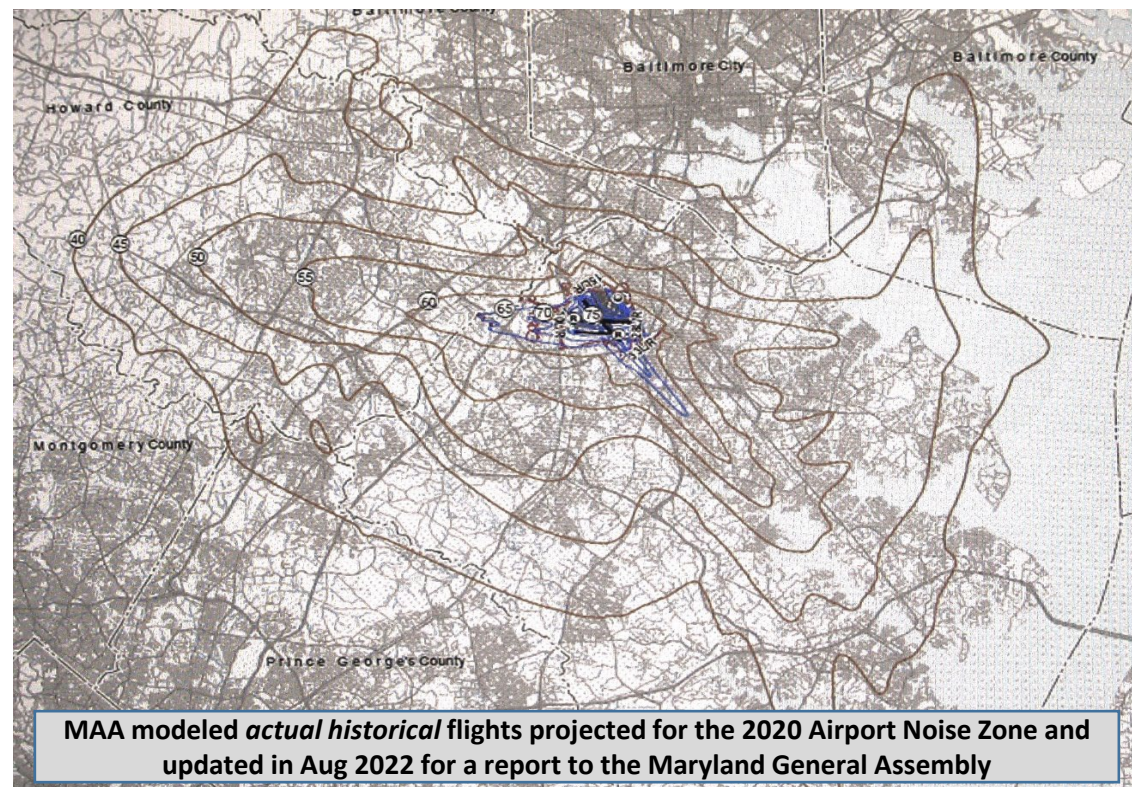 Baltimore County
Baltimore City
Baltimore County
Howard County
40
45
50
55
60
65
70
75
Montgomery County
Prince George's County
MAA modeled actual historical flights projected for the 2020 Airport Noise Zone and
updated in Aug 2022 for a report to the Maryland General Assembly